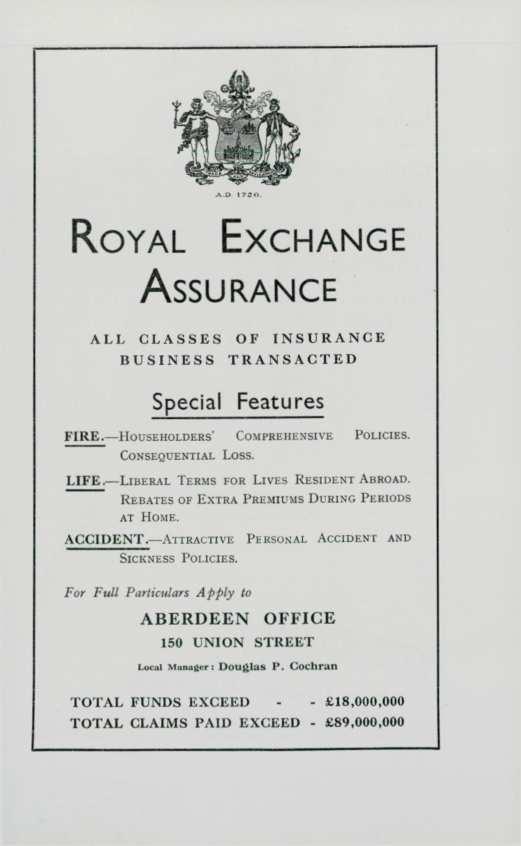 A.D. 1720.
ROYAL EXCHANGE
ASSURANCE
ALL CLASSES OF INSURANCE
BUSINESS TRANSACTED
Special Features
FIRE.—HOUSEHOLDERS' COMPREHENSIVE POLICIES.
CONSEQUENTIAL LOSS.
LIFE.—LIBERAL TERMS FOR LIVES RESIDENT ABROAD.
REBATES OF EXTRA PREMIUMS DURING PERIODS
AT HOME.
ACCIDENT.—ATTRACTIVE PERSONAL ACCIDENT AND
SICKNESS POLICIES.
For Full Particulars Apply to
ABERDEEN OFFICE
150 UNION STREET
Local Manager: Douglas P. Cochran
TOTAL FUNDS EXCEED - - £18,000,000
TOTAL CLAIMS PAID EXCEED - £89,000,000